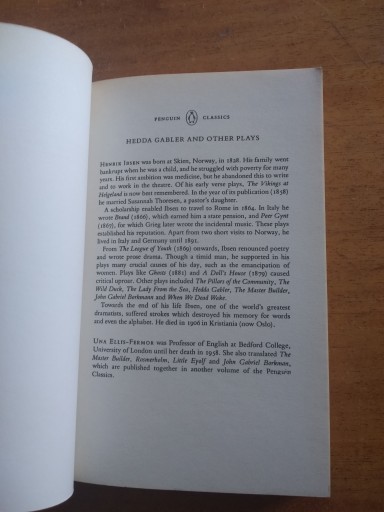 PENGUIN CLASSICS
HEDDA GABLER AND OTHER PLAYS
HENRIK IBSEN was born at Skien, Norway, in 1828. His family went
bankrupt when he was a child, and he struggled with poverty for many
years. His first ambition was medicine, but he abandoned this to write
and to work in the theatre. Of his early verse plays, The Vikings at
Helgeland is now best remembered. In the year of its publication (1858)
he married Susannah Thoresen, a pastor's daughter.
A scholarship enabled Ibsen to travel to Rome in 1864. In Italy he
wrote Brand (1866), which earned him a state pension, and Peer Gynt
(1867), for which Grieg later wrote the incidental music. These plays
established his reputation. Apart from two short visits to Norway, he
lived in Italy and Germany until 1891.
From The League of Youth (1869) onwards, Ibsen renounced poetry
and wrote prose drama. Though a timid man, he supported in his
plays many crucial causes of his day, such as the emancipation of
women. Plays like Ghosts (1881) and A Doll's House (1879) caused
critical uproar. Other plays included The Pillars of the Community, The
Wild Duck, The Lady From the Sea, Hedda Gabler, The Master Builder,
John Gabriel Borkmann and When We Dead Wake.
Towards the end of his life Ibsen, one of the world's greatest
dramatists, suffered strokes which destroyed his memory for words
and even the alphabet. He died in 1906 in Kristiania (now Oslo).
UNA ELLIS-FERMOR was Professor of English at Bedford College,
University of London until her death in 1958. She also translated The
Master Builder, Rosmersholm, Little Eyolf and John Gabriel Borkman,
which are published together in another volume of the Penguin
Classics.